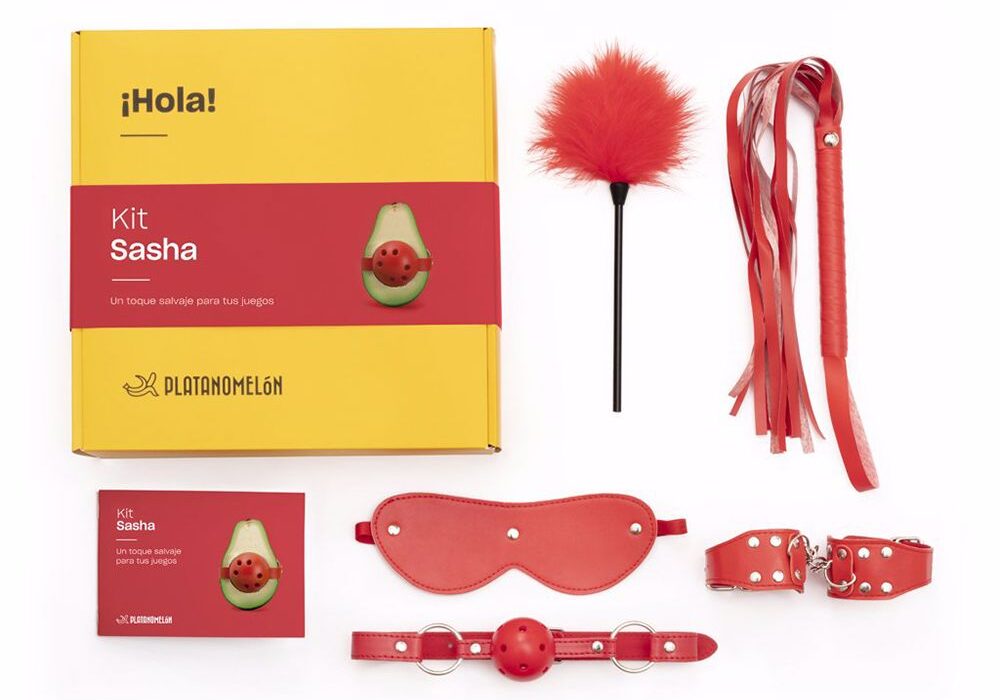 ¡Hola!
Kit
Sasha
Un toque salvaje para tus juegos
PLATANOMELóN
Kit
Sasha
Un toque salvaje
para tus juegos
PLATANOMELóN